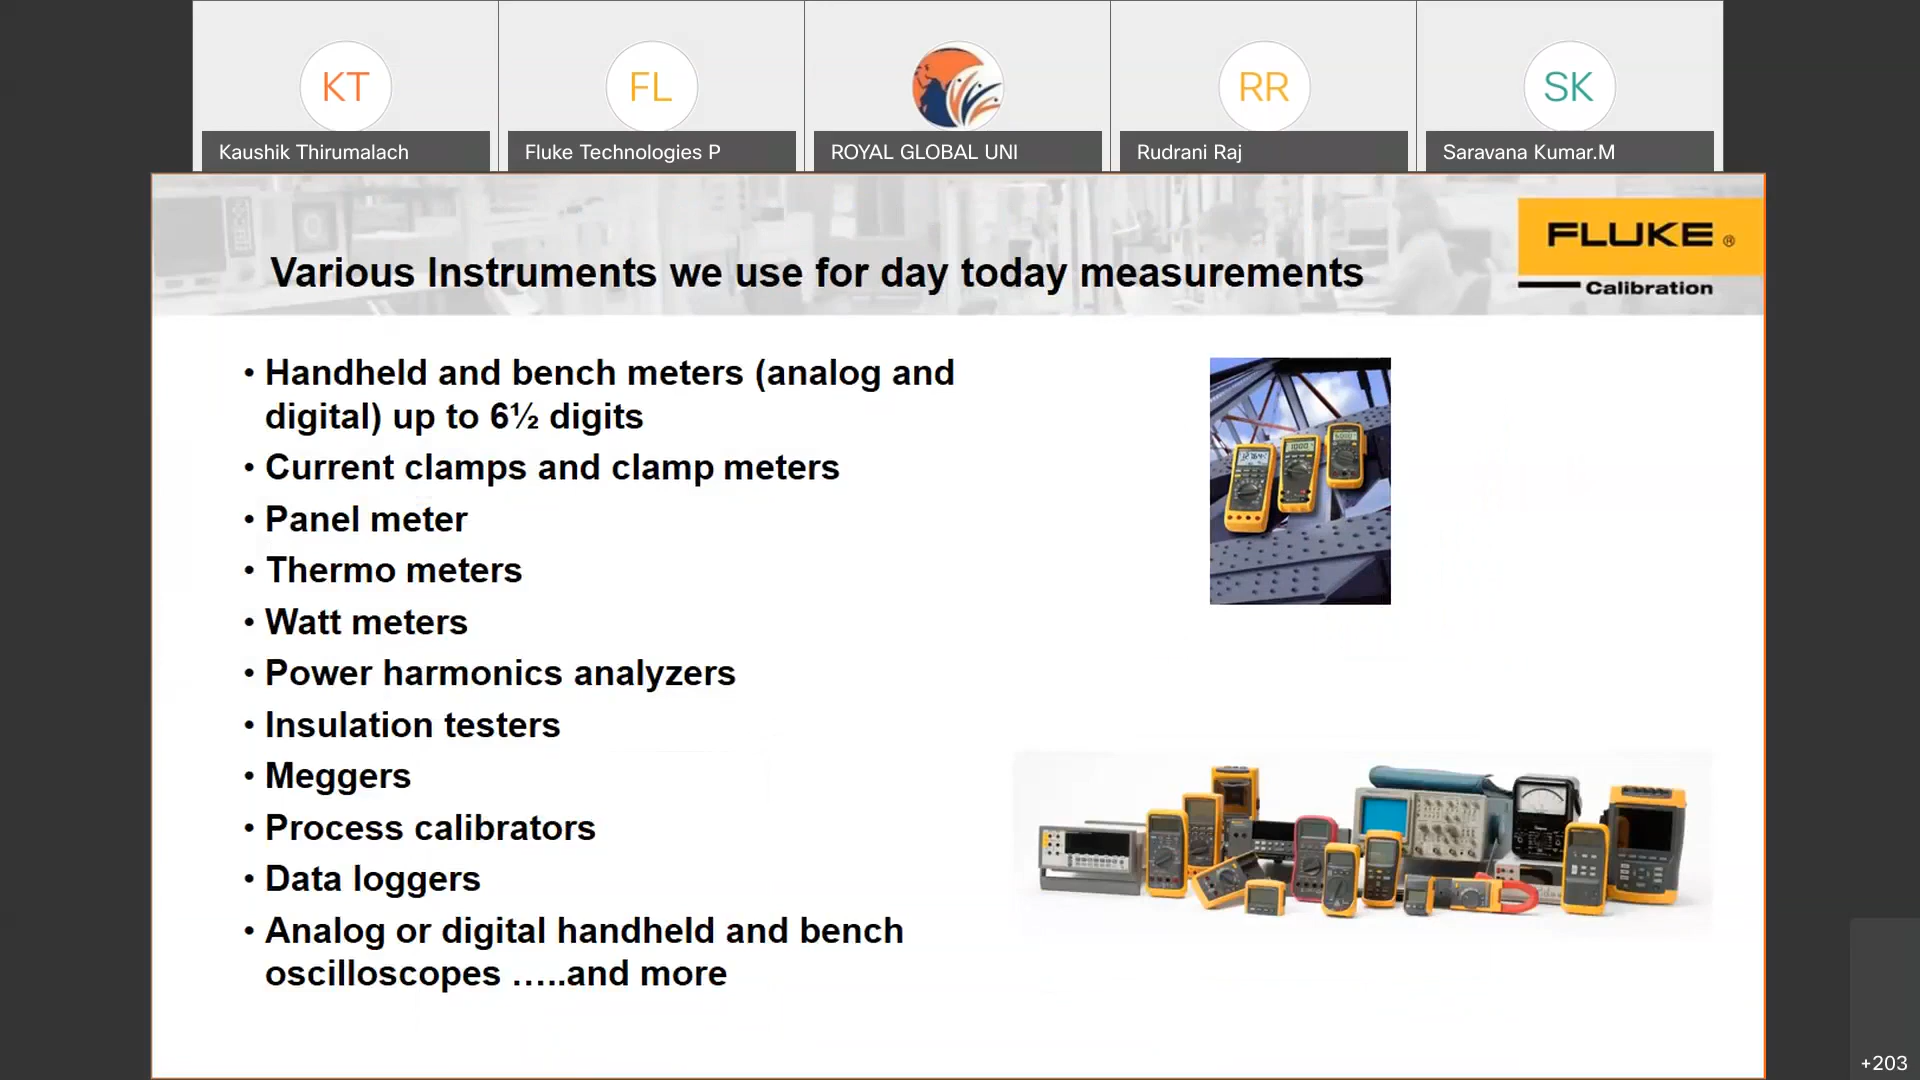 KT
FL
RR
SK
Kaushik Thirumalach
Fluke Technologies P
ROYAL GLOBAL UNI
Rudrani Raj
Saravana Kumar.M
FLUKE ®
Calibration
Various Instruments we use for day today measurements
• Handheld and bench meters (analog and
digital) up to 6½ digits
• Current clamps and clamp meters
• Panel meter
• Thermo meters
• Watt meters
• Power harmonics analyzers
• Insulation testers
• Meggers
• Process calibrators
• Data loggers
• Analog or digital handheld and bench
oscilloscopes …..and more
+203